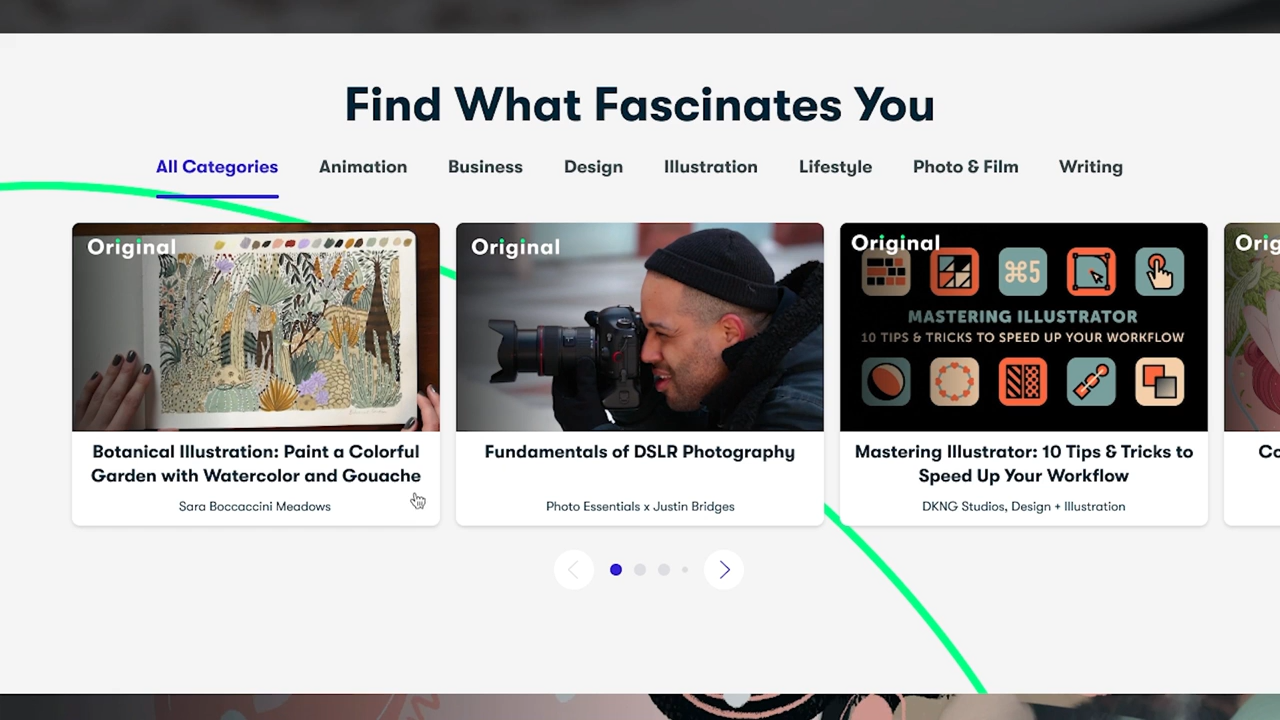 Find What Fascinates You
All Categories Animation Business Design Illustration Lifestyle Photo & Film Writing
Original
Original
Original
⌘5
MASTERING ILLUSTRATOR
10 TIPS & TRICKS TO SPEED UP YOUR WORKFLOW
Botanical Illustration: Paint a Colorful
Garden with Watercolor and Gouache
Sara Boccaccini Meadows
Fundamentals of DSLR Photography
Photo Essentials x Justin Bridges
Mastering Illustrator: 10 Tips & Tricks to
Speed Up Your Workflow
DKNG Studios, Design + Illustration